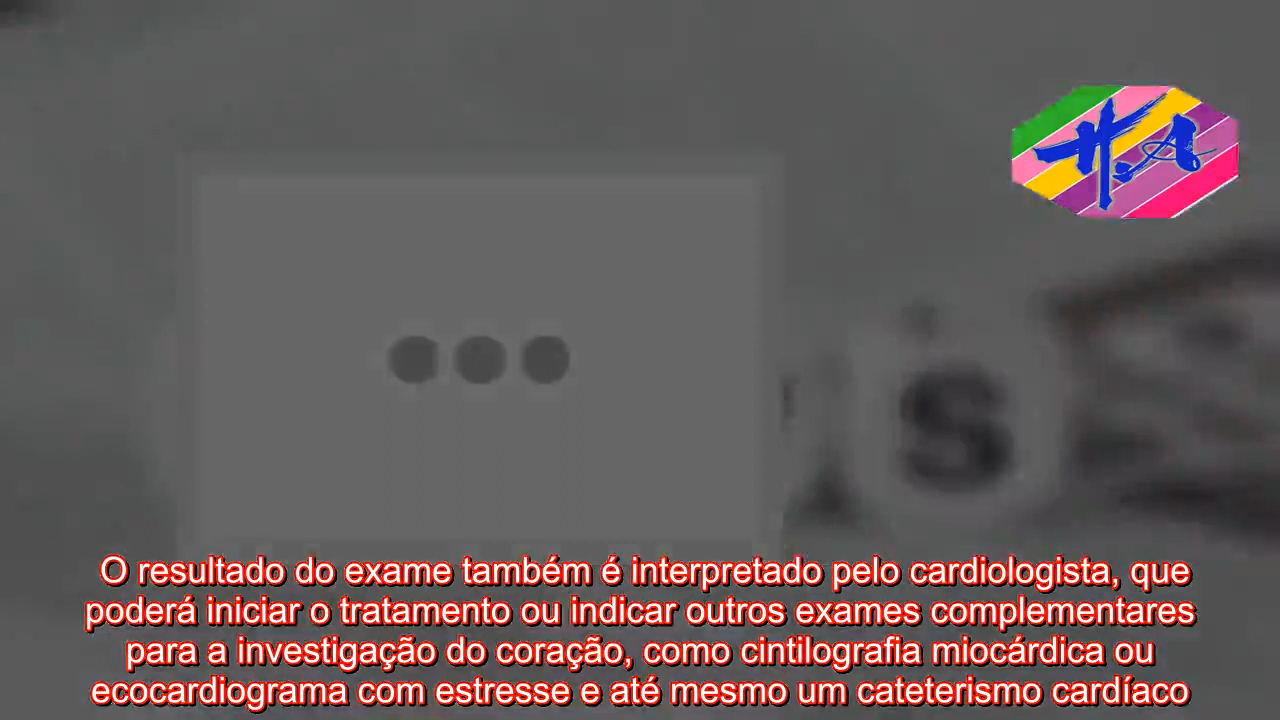 H.A
S
O resultado do exame também é interpretado pelo cardiologista, que
poderá iniciar o tratamento ou indicar outros exames complementares
para a investigação do coração, como cintilografia miocárdica ou
ecocardiograma com estresse e até mesmo um cateterismo cardíaco